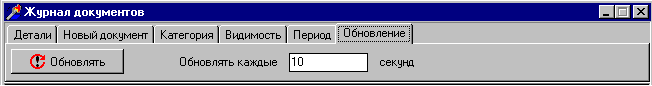 Журнал документов
Детали Новый документ Категория Видимость Период Обновление
Обновлять Обновлять каждые 10 секунд